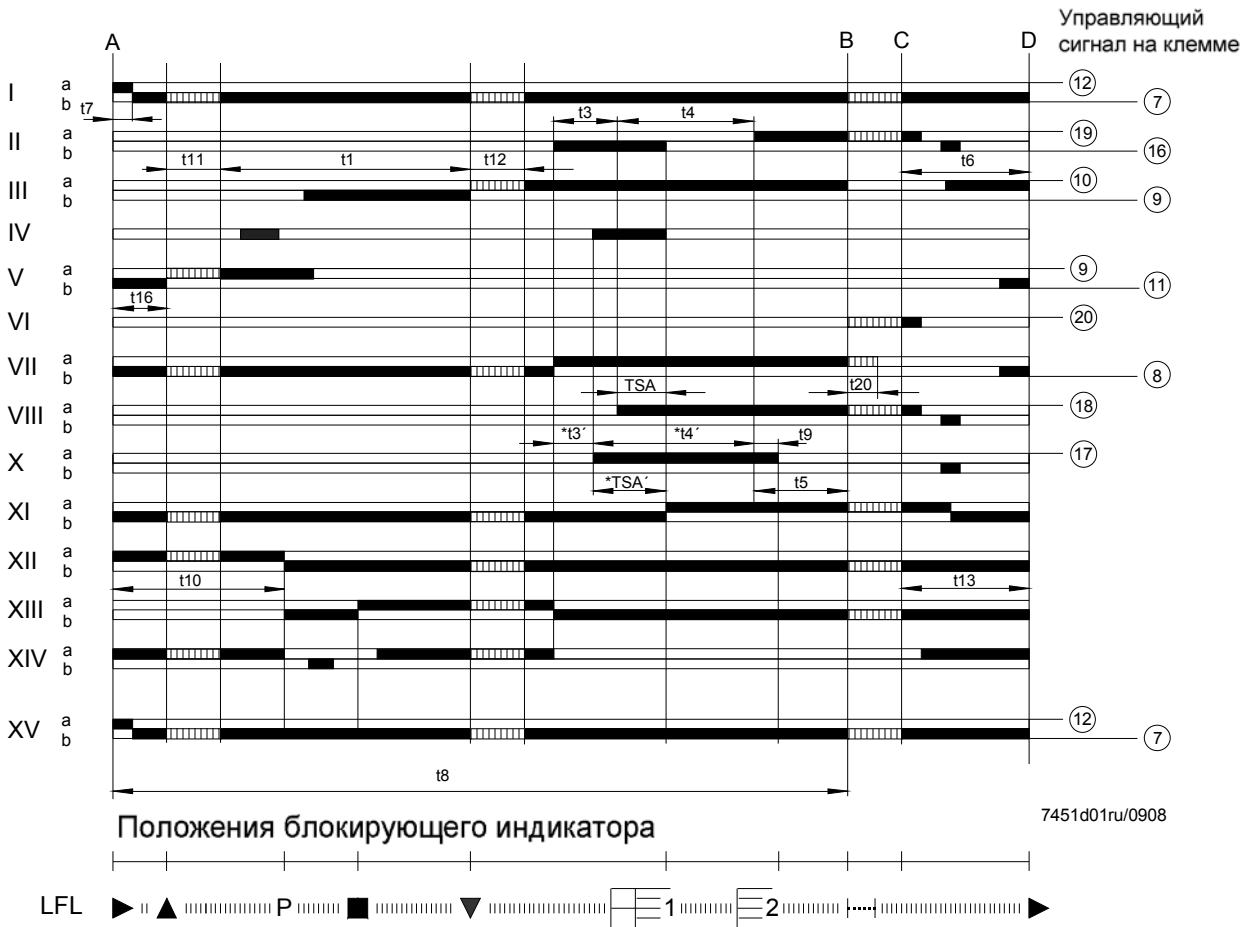 Управляющий
сигнал на клемме
A B C D
I a 12
b 7
t7 t3 t4
II a 19
b 16
t11 t1 t12 t6
III a 10
b 9
IV
V a 9
b 11
t16
VI 20
VII a
b 8
TSA t20
VIII a 18
b
*t3´ *t4´ t9
X a 17
b
*TSA´ t5
XI a
b
XII a
b
t10 t13
XIII a
b
XIV a
b
XV a 12
b 7
t8
7451d01ru/0908
Положения блокирующего индикатора
LFL P 1 2